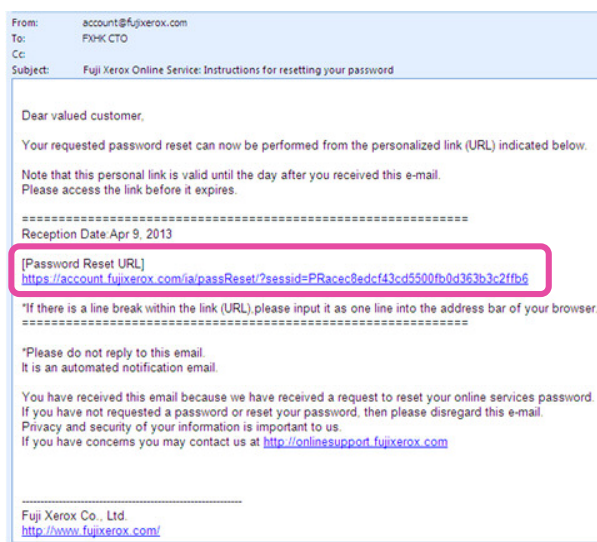 From: account@fujixerox.com
To: FXHK CTO
Cc:
Subject: Fuji Xerox Online Service: Instructions for resetting your password
Dear valued customer,
Your requested password reset can now be performed from the personalized link (URL) indicated below.
Note that this personal link is valid until the day after you received this e-mail.
Please access the link before it expires.
=============================================================
Reception Date:Apr 9, 2013
[Password Reset URL]
https://account.fujixerox.com/ia/passReset/?sessid=PRacec8edcf43cd5500fb0d363b3c2ffb6
*If there is a line break within the link (URL),please input it as one line into the address bar of your browser.
=============================================================
*Please do not reply to this email.
It is an automated notification email.
You have received this email because we have received a request to reset your online services password.
If you have not requested a password or reset your password, then please disregard this e-mail.
Privacy and security of your information is important to us.
If you have concerns you may contact us at http://onlinesupport.fujixerox.com
------------------------------------------------------------
Fuji Xerox Co., Ltd.
http://www.fujixerox.com/